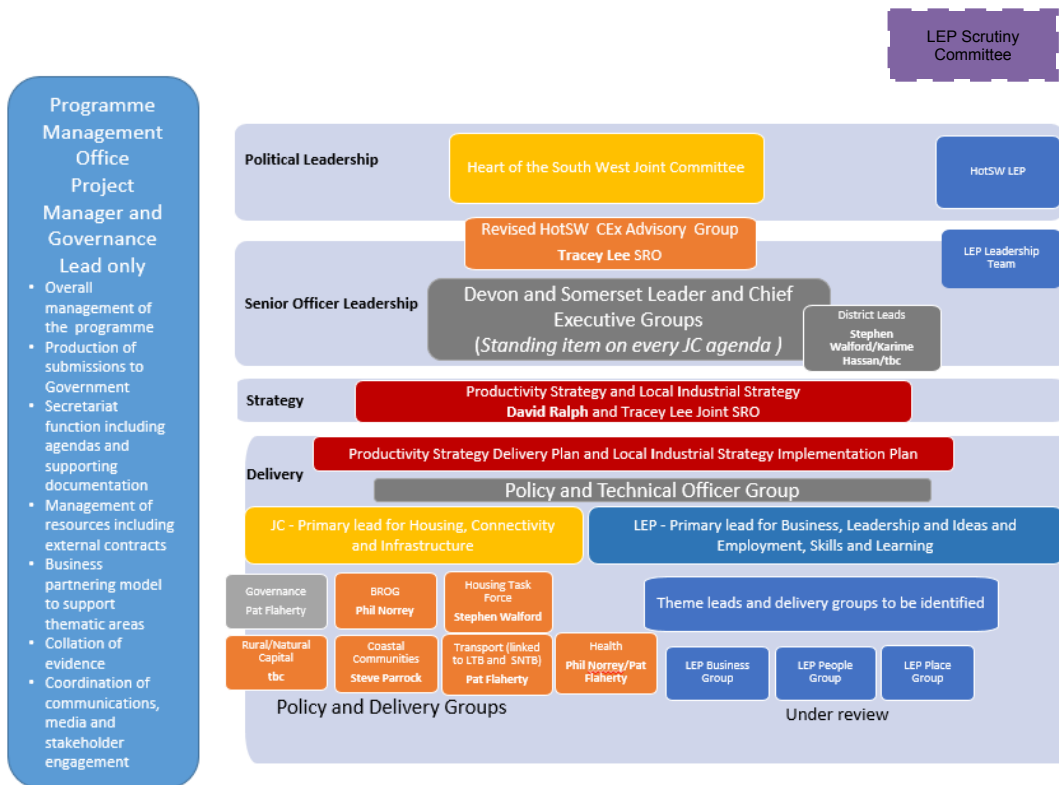 LEP Scrutiny
Committee
Programme
Management
Office
Project
Manager and
Governance
Lead only
• Overall
management of
the programme
• Production of
submissions to
Government
• Secretariat
function including
agendas and
supporting
documentation
• Management of
resources including
external contracts
• Business
partnering model
to support
thematic areas
• Collation of
evidence
• Coordination of
communications,
media and
stakeholder
engagement
Political Leadership
Heart of the South West Joint Committee
HotSW LEP
Revised HotSW CEx Advisory Group
Tracey Lee SRO
LEP Leadership
Team
Senior Officer Leadership
Devon and Somerset Leader and Chief
Executive Groups
(Standing item on every JC agenda )
District Leads
Stephen
Walford/Karime
Hassan/tbc
Strategy
Productivity Strategy and Local Industrial Strategy
David Ralph and Tracey Lee Joint SRO
Delivery
Productivity Strategy Delivery Plan and Local Industrial Strategy Implementation Plan
Policy and Technical Officer Group
JC - Primary lead for Housing, Connectivity
and Infrastructure
LEP - Primary lead for Business, Leadership and Ideas and
Employment, Skills and Learning
Governance
Pat Flaherty
BROG
Phil Norrey
Housing Task
Force
Stephen Walford
Theme leads and delivery groups to be identified
Rural/Natural
Capital
tbc
Coastal
Communities
Steve Parrock
Transport (linked
to LTB and SNTB)
Pat Flaherty
Health
Phil Norrey/Pat
Flaherty
LEP Business
Group
LEP People
Group
LEP Place
Group
Policy and Delivery Groups
Under review